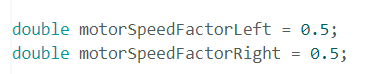 double motorSpeedFactorLeft = 0.5;
double motorSpeedFactorRight = 0.5;